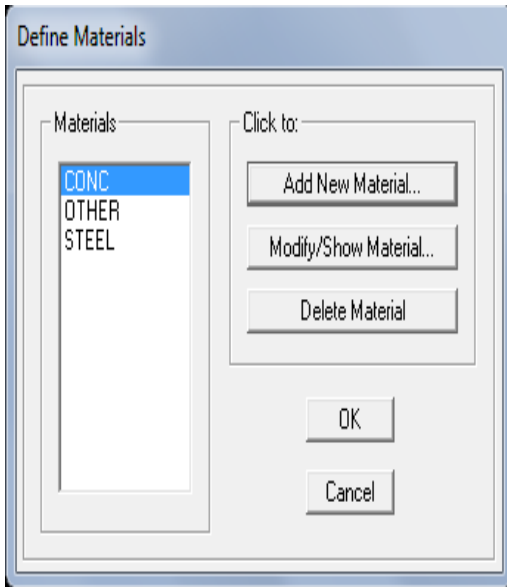 Define Materials
Materials
CONC
OTHER
STEEL
Click to:
Add New Material...
Modify/Show Material...
Delete Material
OK
Cancel